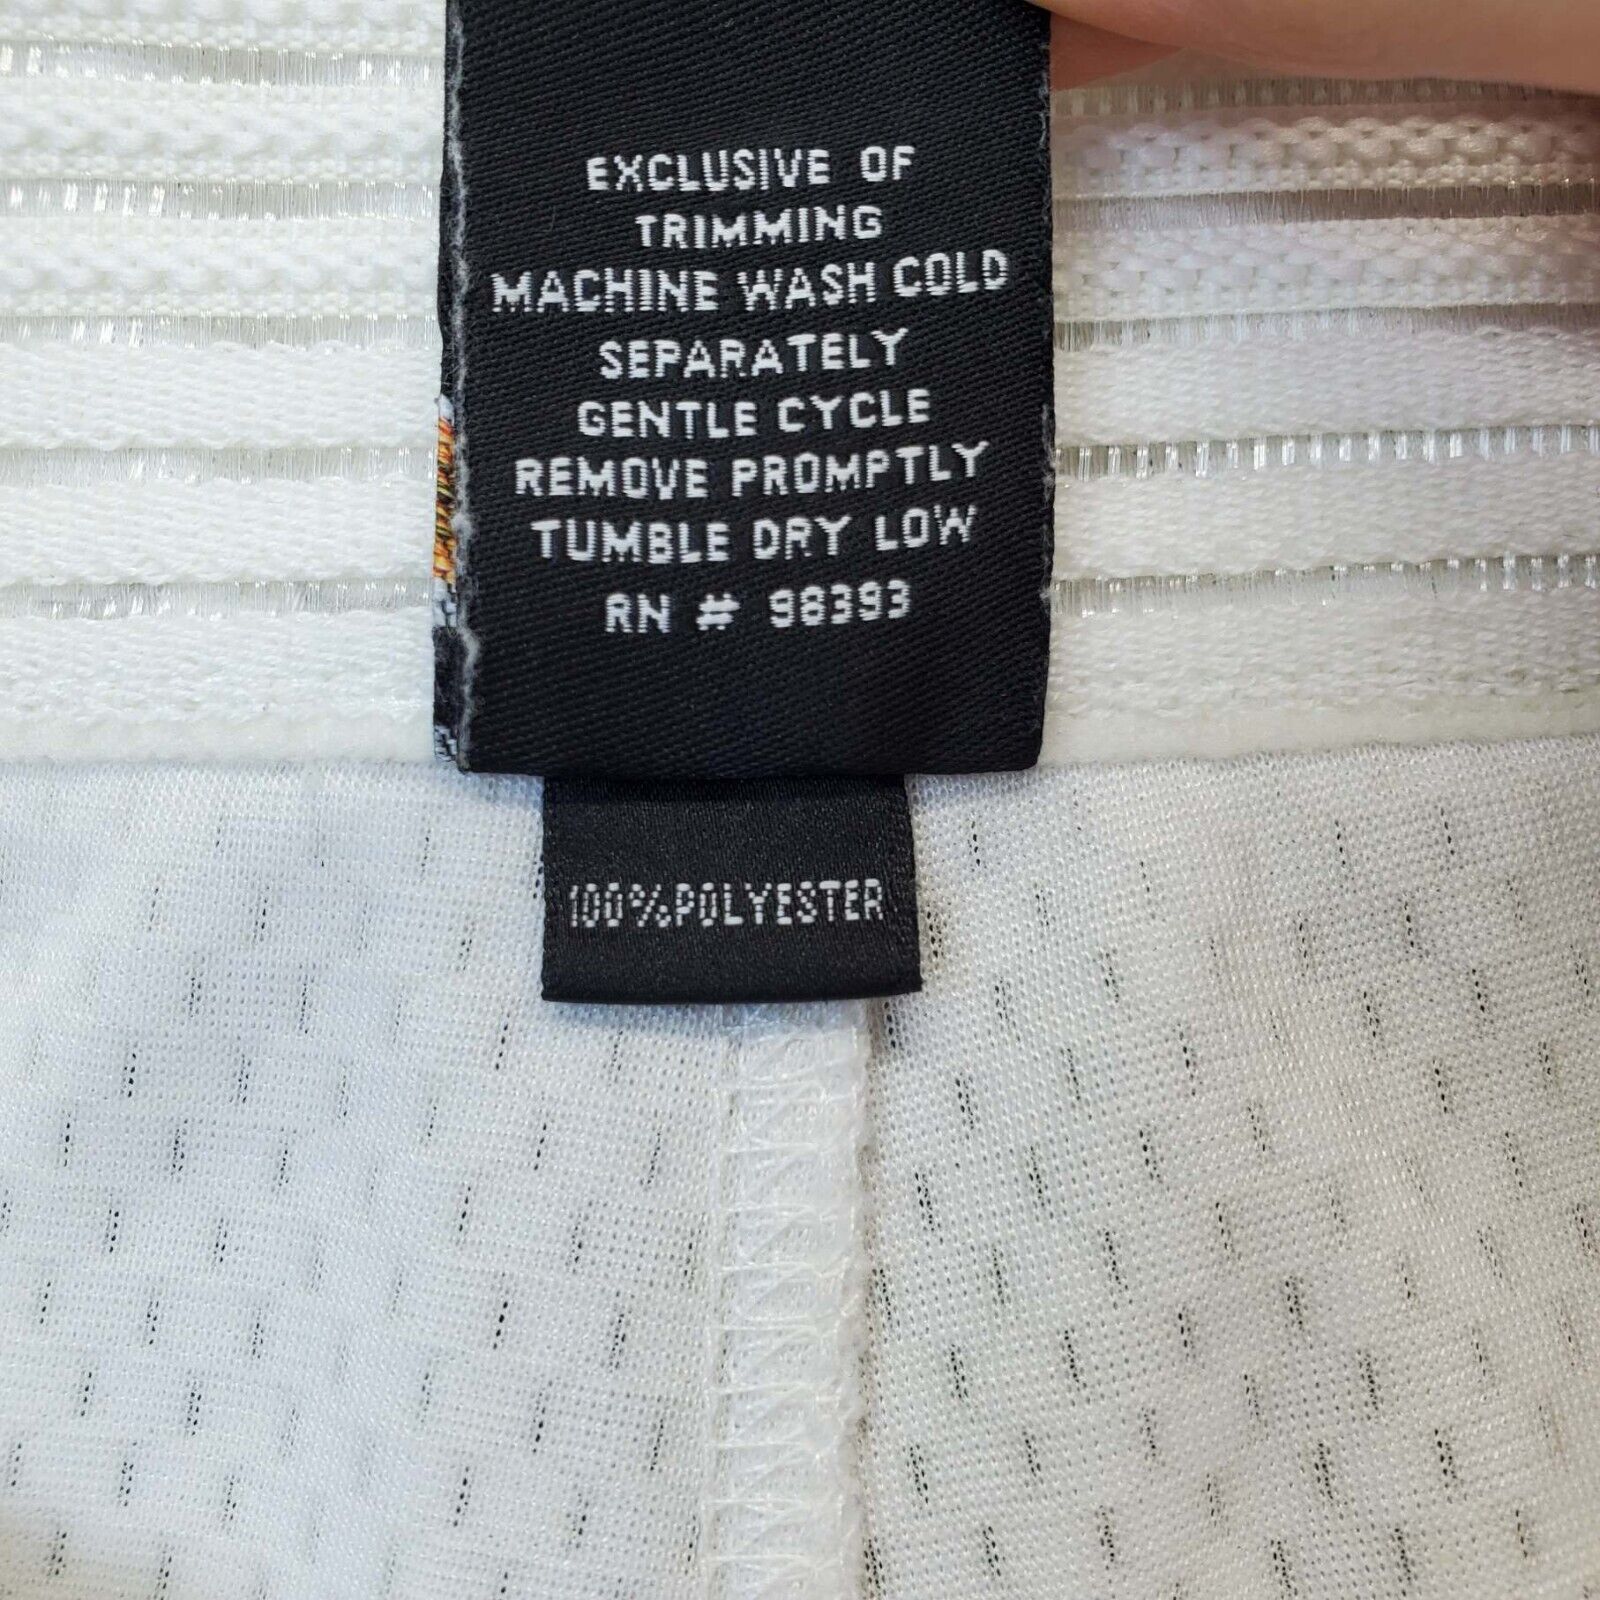 EXCLUSIVE OF
TRIMMING
MACHINE WASH COLD
SEPARATELY
GENTLE CYCLE
REMOVE PROMPTLY
TUMBLE DRY LOW
RN # 98393
100%POLYESTER